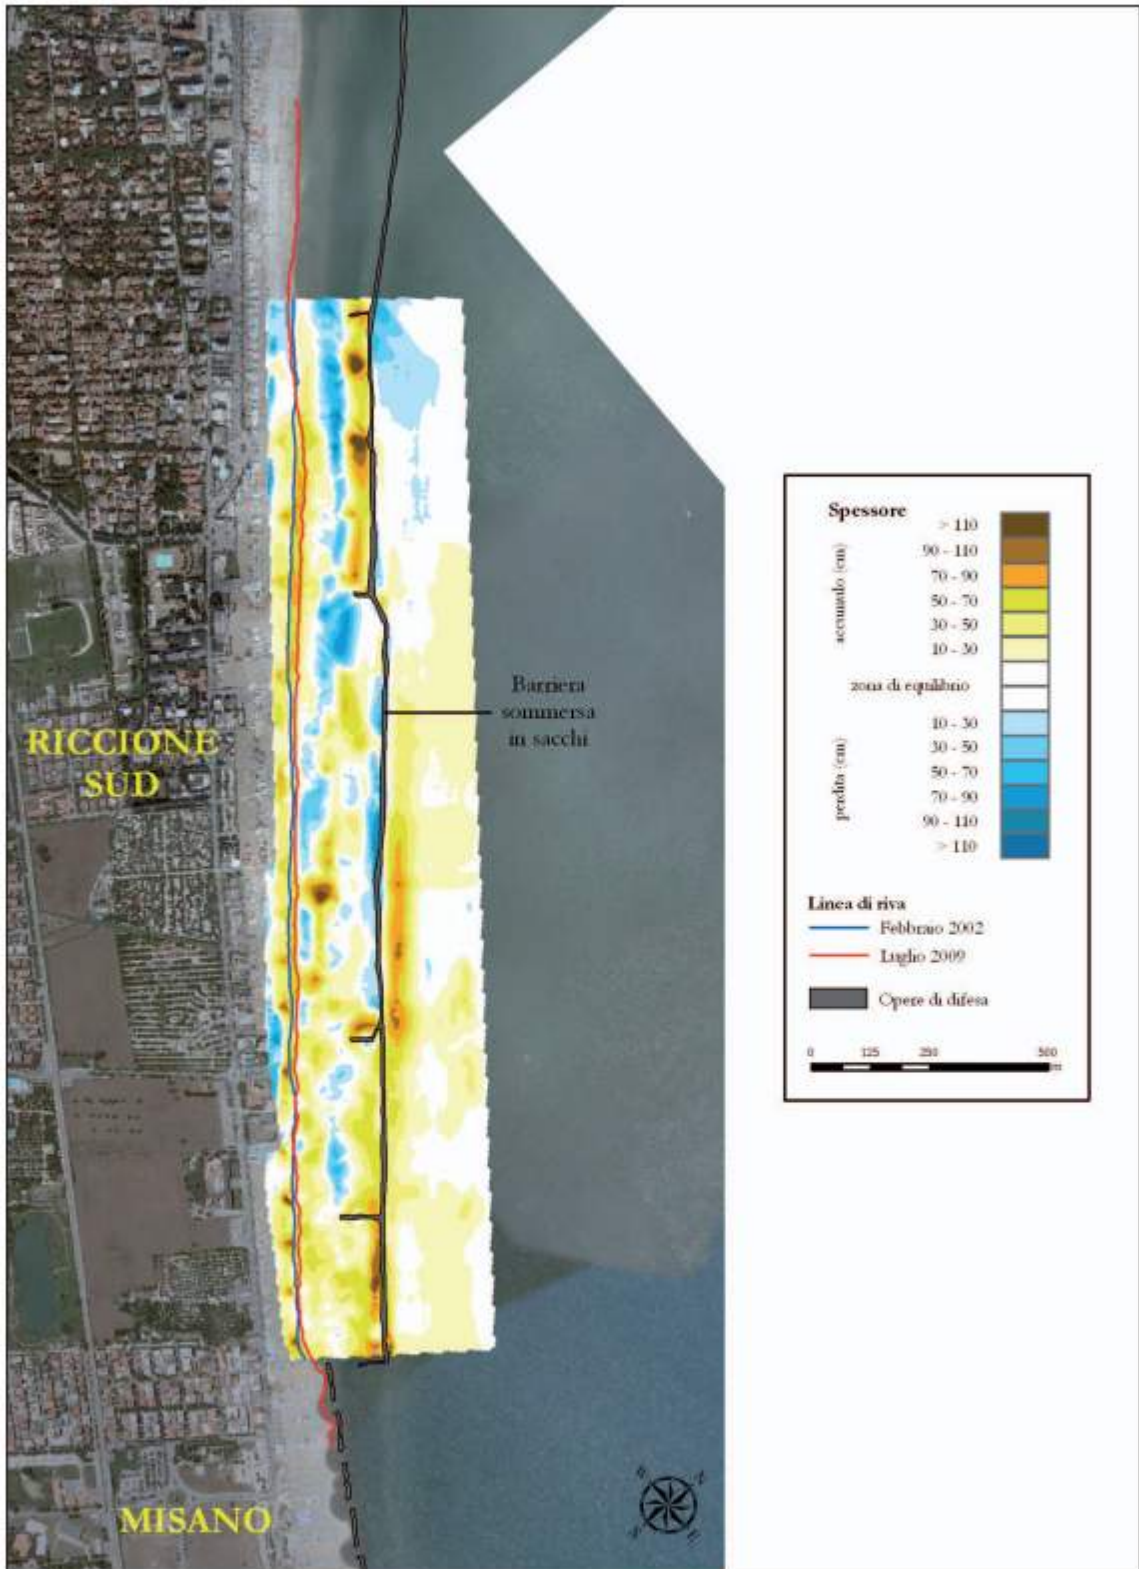 RICCIONE
SUD
MISANO
Barriera
sommersa
in sacchi
Spessore
accumulo (cm)
> 110
90 - 110
70 - 90
50 - 70
30 - 50
10 - 30
zona di equilibrio
perdita (cm)
10 - 30
30 - 50
50 - 70
70 - 90
90 - 110
> 110
Linea di riva
Febbraio 2002
Luglio 2009
Opere di difesa
0 125 250 500
m